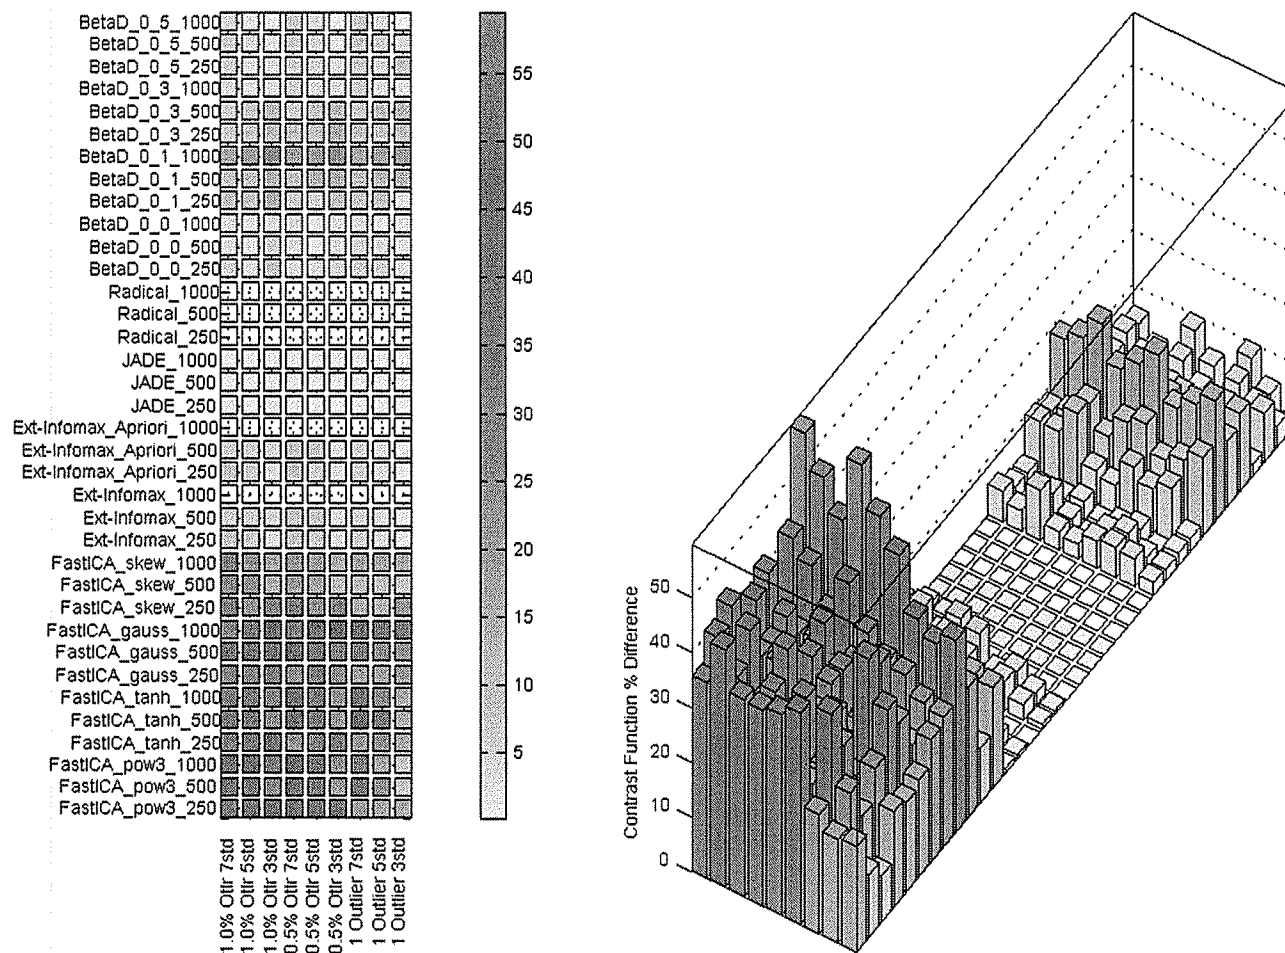 BetaD_0_5_1000
BetaD_0_5_500
BetaD_0_5_250
BetaD_0_3_1000
BetaD_0_3_500
BetaD_0_3_250
BetaD_0_1_1000
BetaD_0_1_500
BetaD_0_1_250
BetaD_0_0_1000
BetaD_0_0_500
BetaD_0_0_250
Radical_1000
Radical_500
Radical_250
JADE_1000
JADE_500
JADE_250
Ext-Infomax_Apriori_1000
Ext-Infomax_Apriori_500
Ext-Infomax_Apriori_250
Ext-Infomax_1000
Ext-Infomax_500
Ext-Infomax_250
FastICA_skew_1000
FastICA_skew_500
FastICA_skew_250
FastICA_gauss_1000
FastICA_gauss_500
FastICA_gauss_250
FastICA_tanh_1000
FastICA_tanh_500
FastICA_tanh_250
FastICA_pow3_1000
FastICA_pow3_500
FastICA_pow3_250
1.0% Otlr 7std
1.0% Otlr 5std
1.0% Otlr 3std
0.5% Otlr 7std
0.5% Otlr 5std
0.5% Otlr 3std
1 Outlier 7std
1 Outlier 5std
1 Outlier 3std
55
50
45
40
35
30
25
20
15
10
5
Contrast Function % Difference
50
40
30
20
10
0